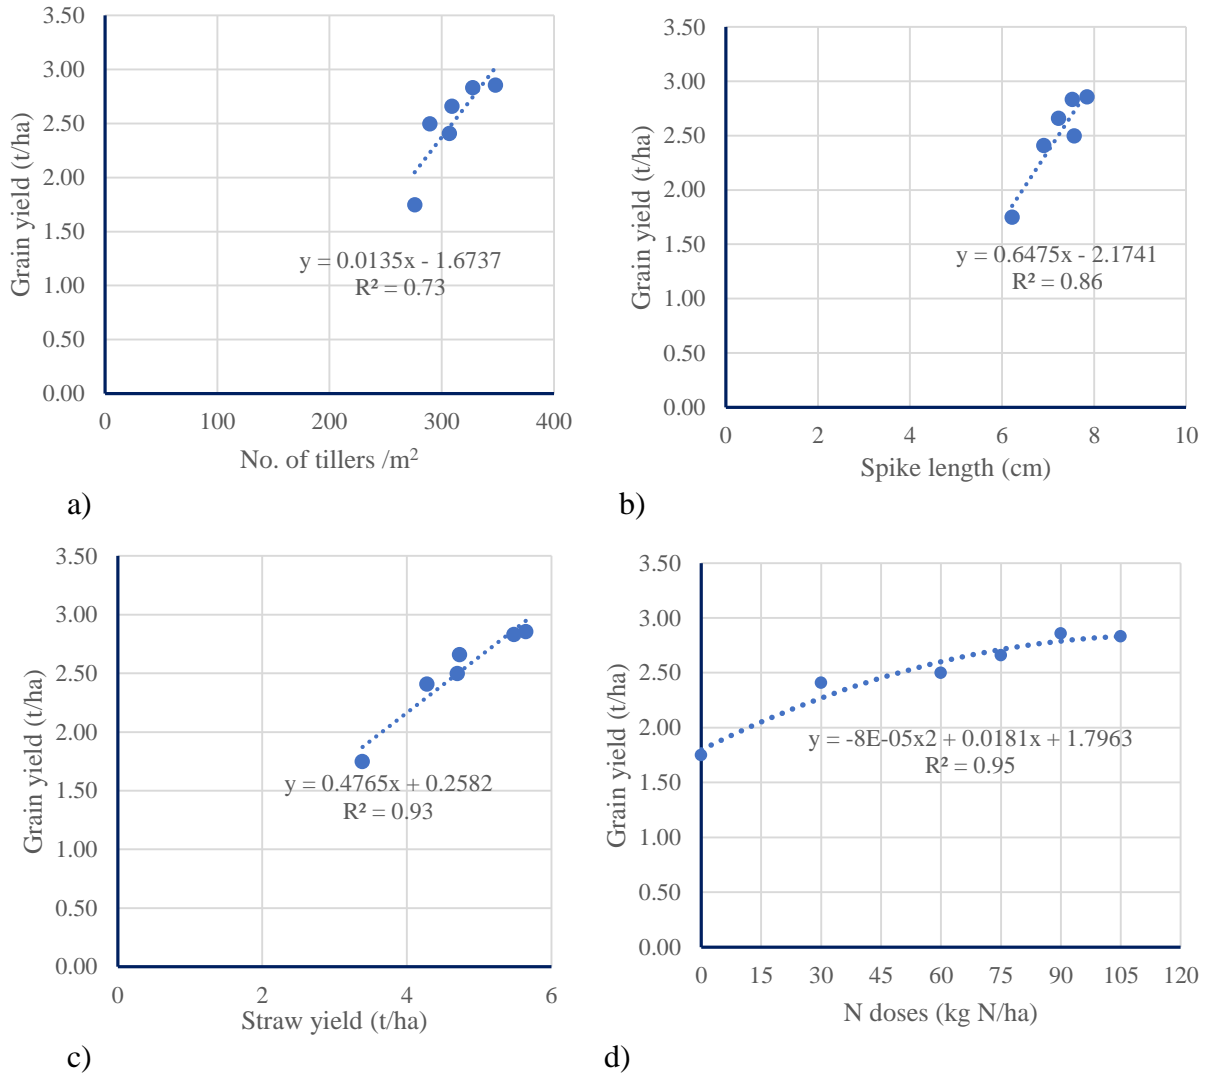 3.50
3.00
2.50
2.00
1.50
1.00
0.50
0.00
Grain yield (t/ha)
y = 0.0135x - 1.6737
R² = 0.73
0 100 200 300 400
No. of tillers /m²
a)
3.50
3.00
2.50
2.00
1.50
1.00
0.50
0.00
Grain yield (t/ha)
y = 0.6475x - 2.1741
R² = 0.86
0 2 4 6 8 10
Spike length (cm)
b)
3.50
3.00
2.50
2.00
1.50
1.00
0.50
0.00
Grain yield (t/ha)
y = 0.4765x + 0.2582
R² = 0.93
0 2 4 6
Straw yield (t/ha)
c)
3.50
3.00
2.50
2.00
1.50
1.00
0.50
0.00
Grain yield (t/ha)
y = -8E-05x2 + 0.0181x + 1.7963
R² = 0.95
0 15 30 45 60 75 90 105 120
N doses (kg N/ha)
d)